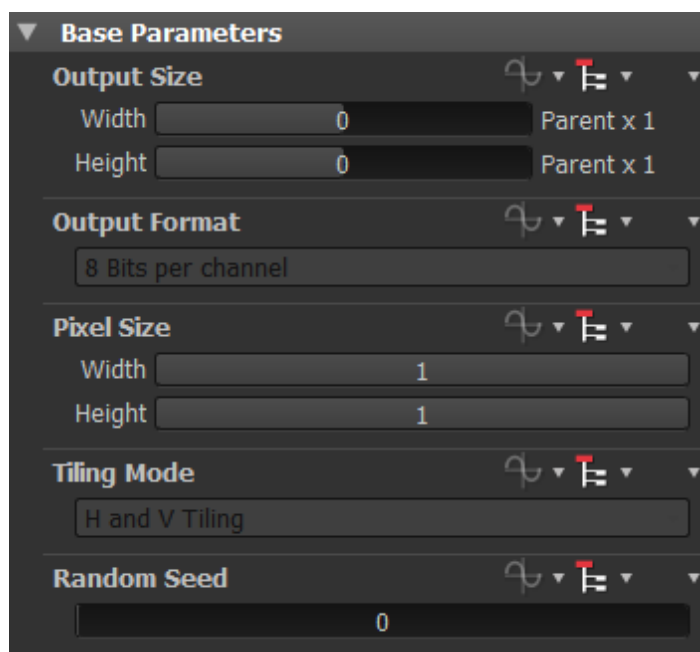 Base Parameters
Output Size
Width 0 Parent x 1
Height 0 Parent x 1
Output Format
8 Bits per channel
Pixel Size
Width 1
Height 1
Tiling Mode
H and V Tiling
Random Seed
0